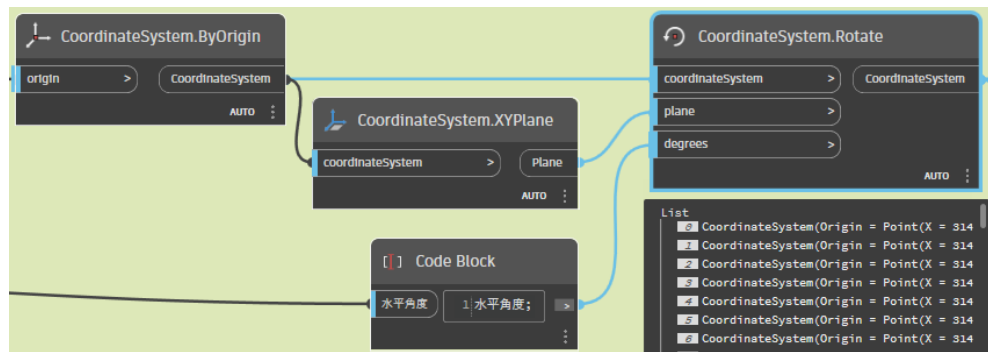 CoordinateSystem.ByOrigin
origin >
CoordinateSystem
AUTO
CoordinateSystem.XYPlane
coordinateSystem >
Plane
AUTO
Code Block
水平角度
1 水平角度;
>
CoordinateSystem.Rotate
coordinateSystem >
CoordinateSystem
plane >
degrees >
AUTO
List
0 CoordinateSystem(Origin = Point(X = 314
1 CoordinateSystem(Origin = Point(X = 314
2 CoordinateSystem(Origin = Point(X = 314
3 CoordinateSystem(Origin = Point(X = 314
4 CoordinateSystem(Origin = Point(X = 314
5 CoordinateSystem(Origin = Point(X = 314
6 CoordinateSystem(Origin = Point(X = 314